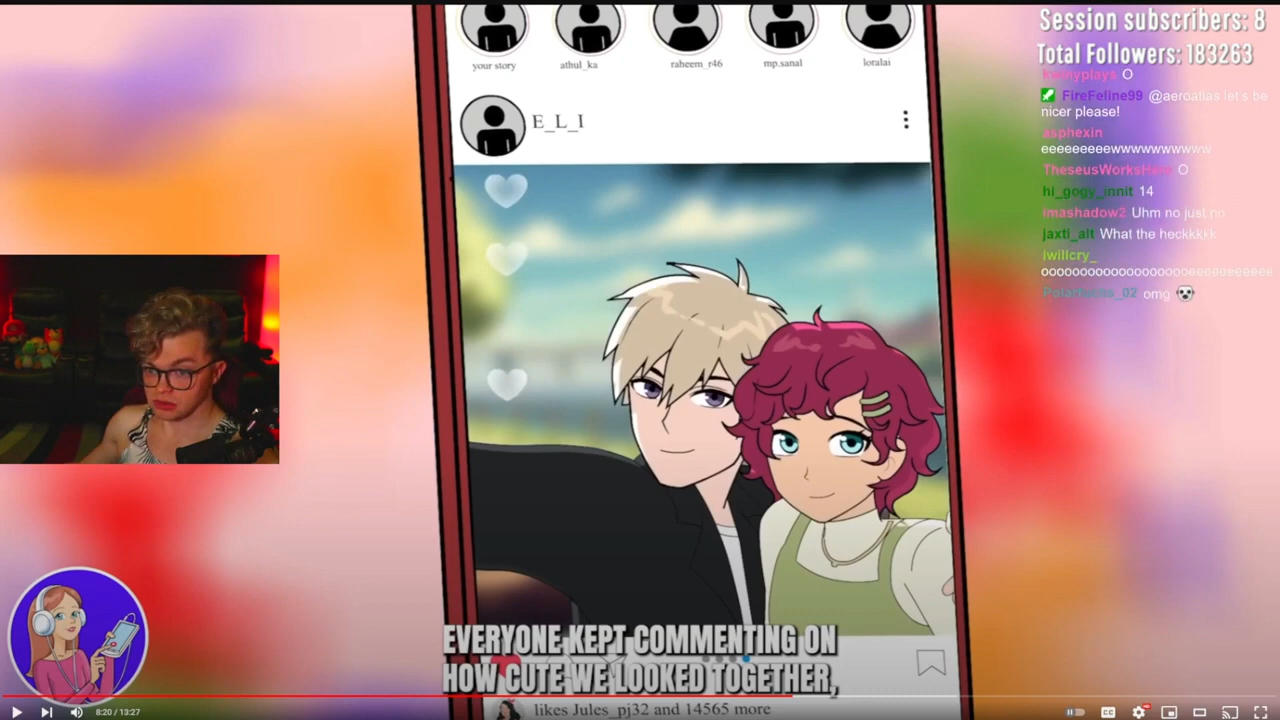 Session subscribers: 8
Total Followers: 183263
your story
athul_ka
raheem_r46
mp.sanal
loralai
O
FireFeline99 @aeroatlas let's be
nicer please!
asphexin
eeeeeeeeewwwwwwwwww
O
hi_gogy_innit 14
imashadow2 Uhm no just no
jaxti_alt What the heckkkkk
iwillcry_
omg
E_L_I
EVERYONE KEPT COMMENTING ON
HOW CUTE WE LOOKED TOGETHER,
likes Jules_pj32 and 14565 more
8:20 / 13:27